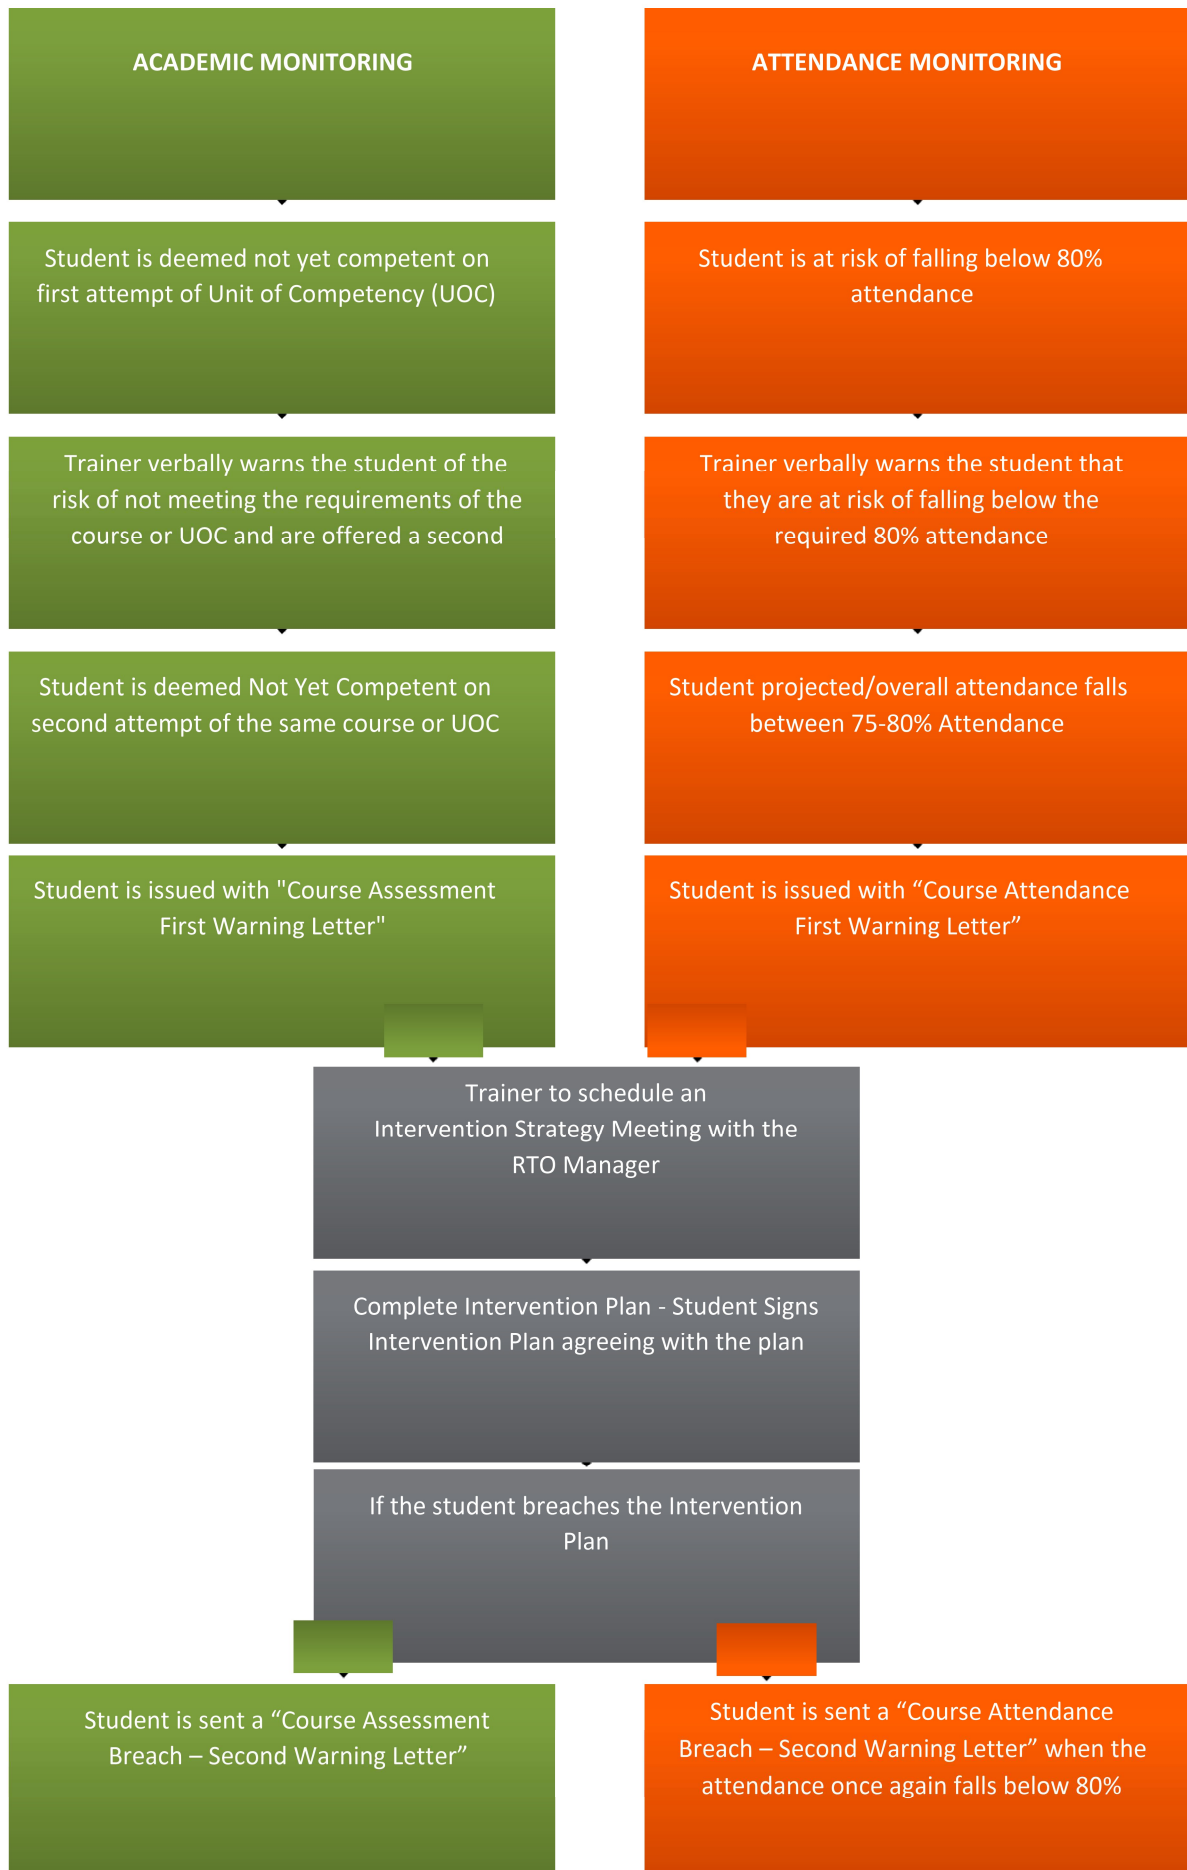 ACADEMIC MONITORING
Student is deemed not yet competent on
first attempt of Unit of Competency (UOC)
Trainer verbally warns the student of the
risk of not meeting the requirements of the
course or UOC and are offered a second
Student is deemed Not Yet Competent on
second attempt of the same course or UOC
Student is issued with "Course Assessment
First Warning Letter"
ATTENDANCE MONITORING
Student is at risk of falling below 80%
attendance
Trainer verbally warns the student that
they are at risk of falling below the
required 80% attendance
Student projected/overall attendance falls
between 75-80% Attendance
Student is issued with “Course Attendance
First Warning Letter”
Trainer to schedule an
Intervention Strategy Meeting with the
RTO Manager
Complete Intervention Plan - Student Signs
Intervention Plan agreeing with the plan
If the student breaches the Intervention
Plan
Student is sent a “Course Assessment
Breach – Second Warning Letter”
Student is sent a “Course Attendance
Breach – Second Warning Letter” when the
attendance once again falls below 80%